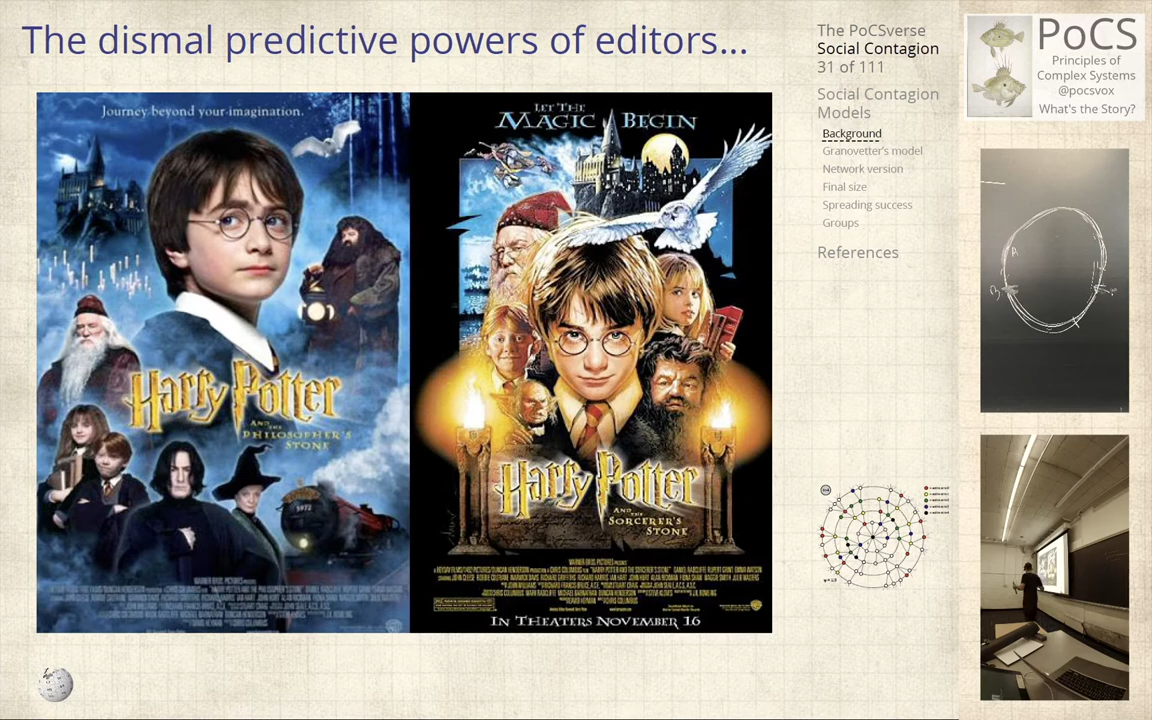 The dismal predictive powers of editors...
Journey beyond your imagination.
Harry Potter
AND THE
PHILOSOPHER'S
STONE
5972
LET THE
MAGIC BEGIN
Harry Potter
AND THE
SORCERER'S
STONE
IN THEATERS NOVEMBER 16
The PoCSverse
Social Contagion
31 of 111
Social Contagion
Models
Background
Granovetter's model
Network version
Final size
Spreading success
Groups
References
PoCS
Principles of
Complex Systems
@pocsvox
What's the Story?
A
B